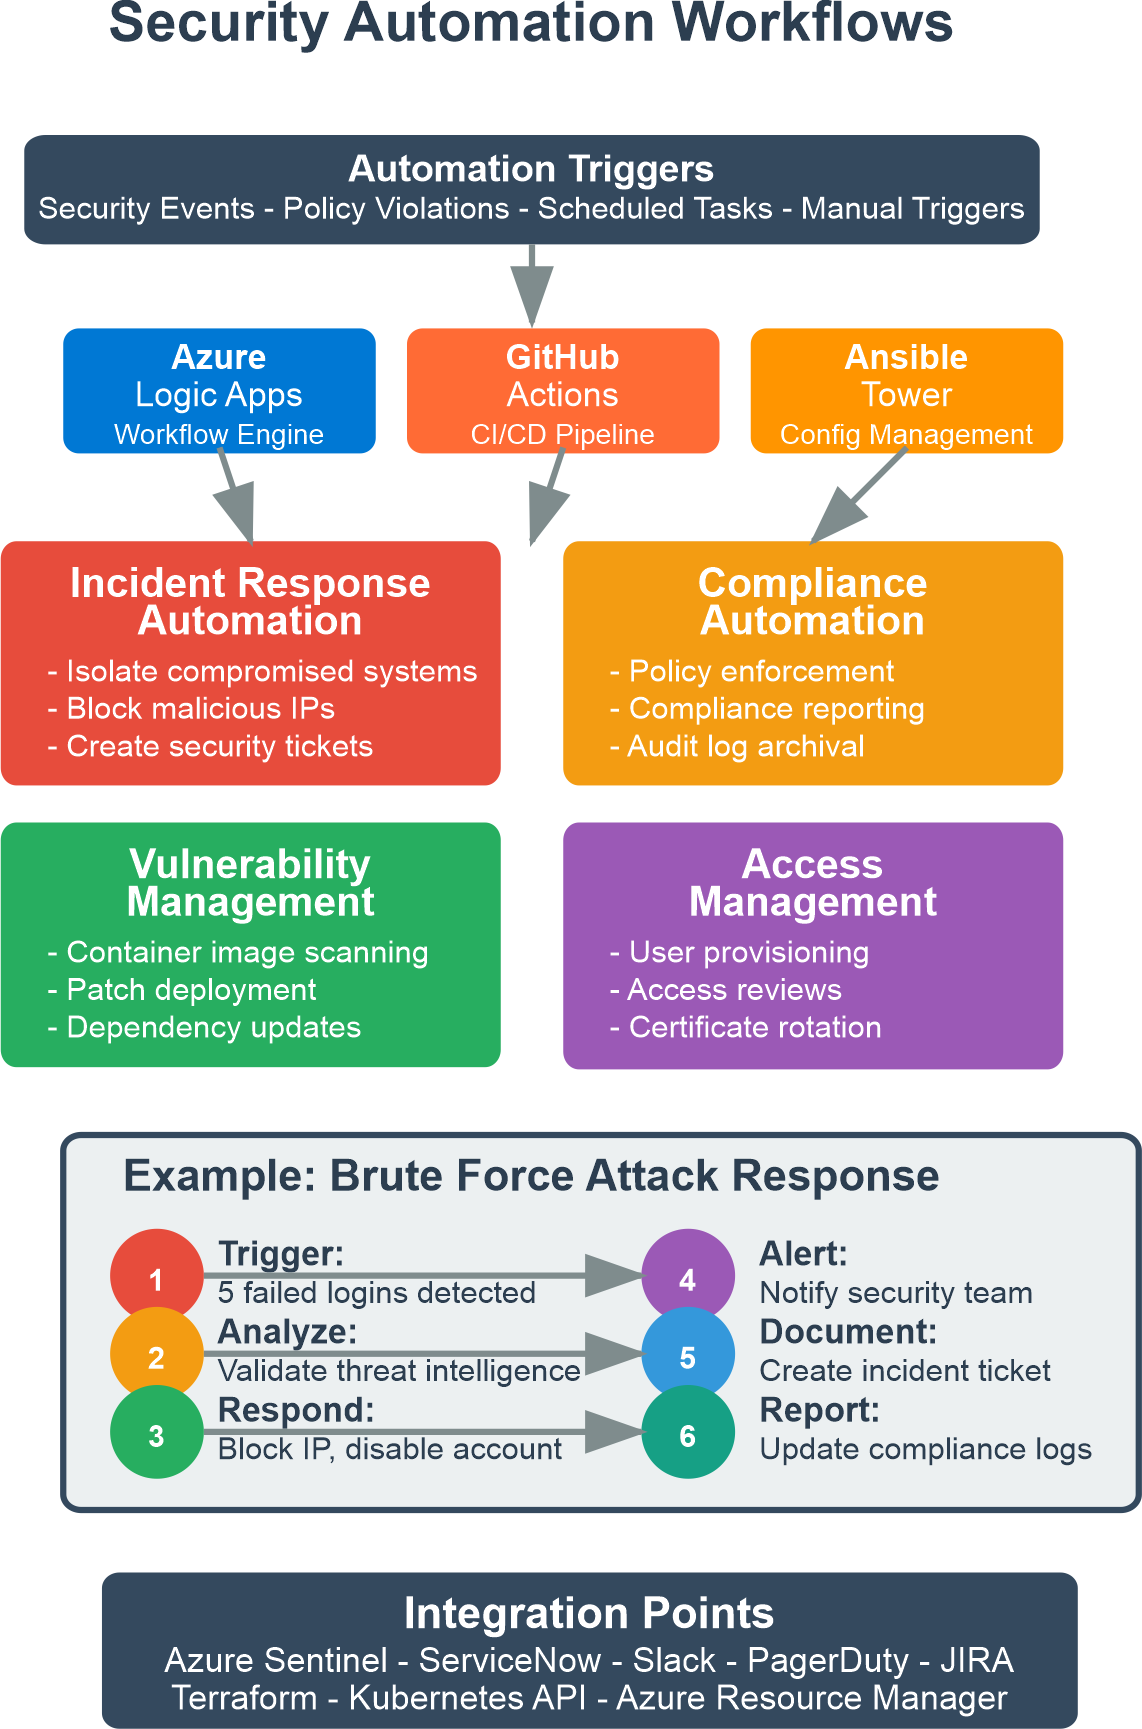 Security Automation Workflows
Automation Triggers
Security Events - Policy Violations - Scheduled Tasks - Manual Triggers
Azure
Logic Apps
Workflow Engine
GitHub
Actions
CI/CD Pipeline
Ansible
Tower
Config Management
Incident Response
Automation
- Isolate compromised systems
- Block malicious IPs
- Create security tickets
Compliance
Automation
- Policy enforcement
- Compliance reporting
- Audit log archival
Vulnerability
Management
- Container image scanning
- Patch deployment
- Dependency updates
Access
Management
- User provisioning
- Access reviews
- Certificate rotation
Example: Brute Force Attack Response
1
Trigger:
5 failed logins detected
2
Analyze:
Validate threat intelligence
3
Respond:
Block IP, disable account
4
Alert:
Notify security team
5
Document:
Create incident ticket
6
Report:
Update compliance logs
Integration Points
Azure Sentinel - ServiceNow - Slack - PagerDuty - JIRA
Terraform - Kubernetes API - Azure Resource Manager